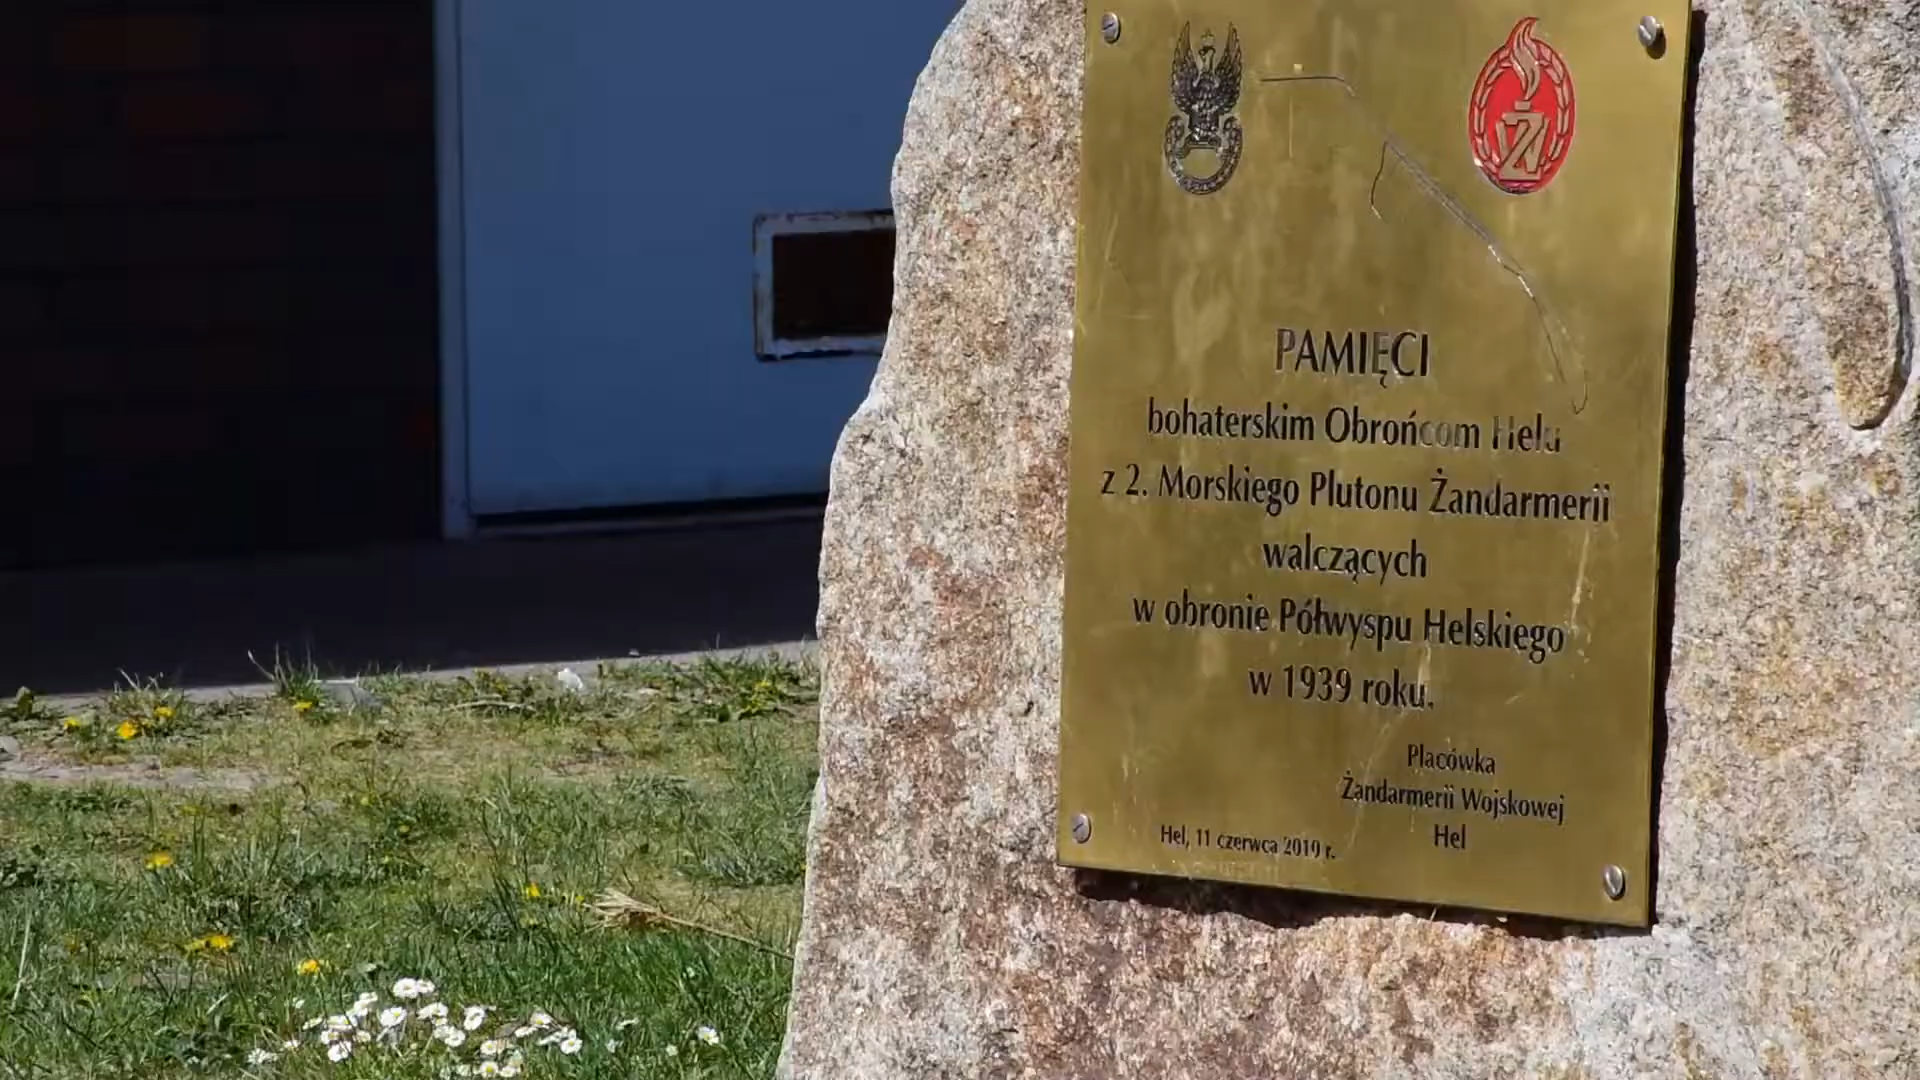 ŻW
PAMIĘCI
bohaterskim Obrońcom Helu
z 2. Morskiego Plutonu Żandarmerii
walczących
w obronie Półwyspu Helskiego
w 1939 roku.
Placówka
Żandarmerii Wojskowej
Hel
Hel, 11 czerwca 2019 r.